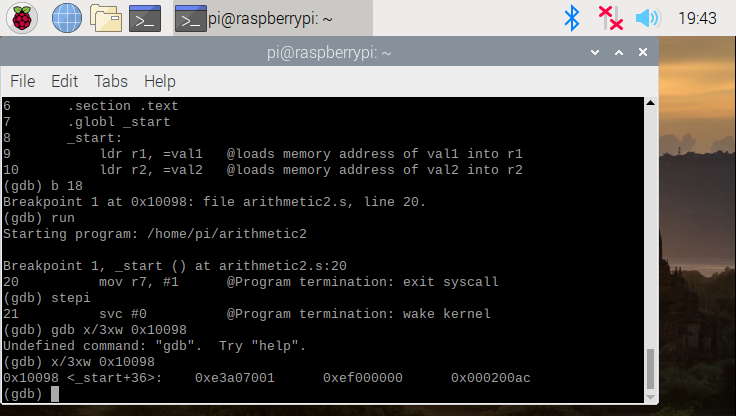 pi@raspberrypi: ~ 19:43
pi@raspberrypi: ~
File Edit Tabs Help
6       .section .text
7       .globl _start
8       _start:
9           ldr r1, =val1   @loads memory address of val1 into r1
10          ldr r2, =val2   @loads memory address of val2 into r2
(gdb) b 18
Breakpoint 1 at 0x10098: file arithmetic2.s, line 20.
(gdb) run
Starting program: /home/pi/arithmetic2
Breakpoint 1, _start () at arithmetic2.s:20
20          mov r7, #1      @Program termination: exit syscall
(gdb) stepi
21          svc #0          @Program termination: wake kernel
(gdb) gdb x/3xw 0x10098
Undefined command: "gdb".  Try "help".
(gdb) x/3xw 0x10098
0x10098 <_start+36>:    0xe3a07001      0xef000000      0x000200ac
(gdb)